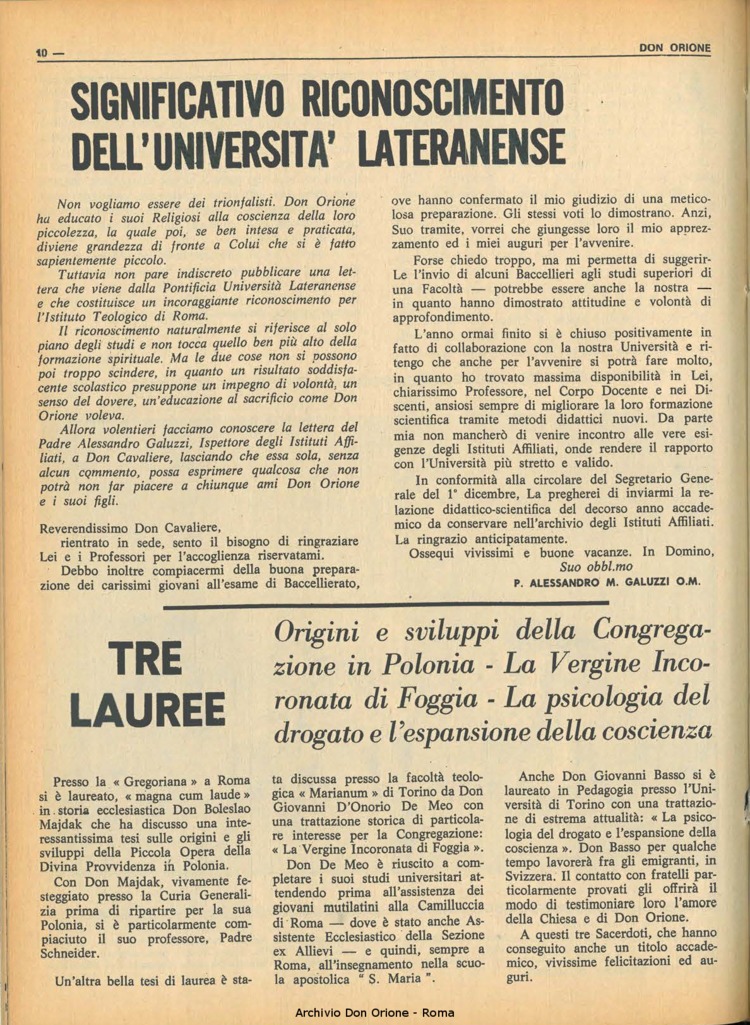 10 —
DON ORIONE
SIGNIFICATIVO RICONOSCIMENTO
DELL'UNIVERSITA' LATERANENSE
Non vogliamo essere dei trionfalisti. Don Orione
ha educato i suoi Religiosi alla coscienza della loro
piccolezza, la quale poi, se ben intesa e praticata,
diviene grandezza di fronte a Colui che si è fatto
sapientemente piccolo.
Tuttavia non pare indiscreto pubblicare una let-
tera che viene dalla Pontificia Università Lateranense
e che costituisce un incoraggiante riconoscimento per
l'Istituto Teologico di Roma.
Il riconoscimento naturalmente si riferisce al solo
piano degli studi e non tocca quello ben più alto della
formazione spirituale. Ma le due cose non si possono
poi troppo scindere, in quanto un risultato soddisfa-
cente scolastico presuppone un impegno di volontà, un
senso del dovere, un'educazione al sacrificio come Don
Orione voleva.
Allora volentieri facciamo conoscere la lettera del
Padre Alessandro Galuzzi, Ispettore degli Istituti Affi-
liati, a Don Cavaliere, lasciando che essa sola, senza
alcun commento, possa esprimere qualcosa che non
potrà non far piacere a chiunque ami Don Orione
e i suoi figli.
Reverendissimo Don Cavaliere,
rientrato in sede, sento il bisogno di ringraziare
Lei e i Professori per l'accoglienza riservatami.
Debbo inoltre compiacermi della buona prepara-
zione dei carissimi giovani all'esame di Baccellierato,
ove hanno confermato il mio giudizio di una metico-
losa preparazione. Gli stessi voti lo dimostrano. Anzi,
Suo tramite, vorrei che giungesse loro il mio apprez-
zamento ed i miei auguri per l'avvenire.
Forse chiedo troppo, ma mi permetta di suggerir-
Le l'invio di alcuni Baccellieri agli studi superiori di
una Facoltà — potrebbe essere anche la nostra —
in quanto hanno dimostrato attitudine e volontà di
approfondimento.
L'anno ormai finito si è chiuso positivamente in
fatto di collaborazione con la nostra Università e ri-
tengo che anche per l'avvenire si potrà fare molto,
in quanto ho trovato massima disponibilità in Lei,
chiarissimo Professore, nel Corpo Docente e nei Di-
scenti, ansiosi sempre di migliorare la loro formazione
scientifica tramite metodi didattici nuovi. Da parte
mia non mancherò di venire incontro alle vere esi-
genze degli Istituti Affiliati, onde rendere il rapporto
con l'Università più stretto e valido.
In conformità alla circolare del Segretario Gene-
rale del 1° dicembre, La pregherei di inviarmi la re-
lazione didattico-scientifica del decorso anno accade-
mico da conservare nell'archivio degli Istituti Affiliati.
La ringrazio anticipatamente.
Ossequi vivissimi e buone vacanze. In Domino,
Suo obbl.mo
P. ALESSANDRO M. GALUZZI O.M.
TRE
LAUREE
Origini e sviluppi della Congrega-
zione in Polonia - La Vergine Inco-
ronata di Foggia - La psicologia del
drogato e l'espansione della coscienza
Presso la « Gregoriana » a Roma
si è laureato, « magna cum laude »
in storia ecclesiastica Don Boleslao
Majdak che ha discusso una inte-
ressantissima tesi sulle origini e gli
sviluppi della Piccola Opera della
Divina Provvidenza in Polonia.
Con Don Majdak, vivamente fe-
steggiato presso la Curia Generali-
zia prima di ripartire per la sua
Polonia, si è particolarmente com-
piaciuto il suo professore, Padre
Schneider.
Un'altra bella tesi di laurea è sta-
ta discussa presso la facoltà teolo-
gica « Marianum » di Torino da Don
Giovanni D'Onorio De Meo con
una trattazione storica di particola-
re interesse per la Congregazione:
« La Vergine Incoronata di Foggia ».
Don De Meo è riuscito a com-
pletare i suoi studi universitari at-
tendendo prima all'assistenza dei
giovani mutilatini alla Camilluccia
di Roma — dove è stato anche As-
sistente Ecclesiastico della Sezione
ex Allievi — e quindi, sempre a
Roma, all'insegnamento nella scuo-
la apostolica " S. Maria ".
Anche Don Giovanni Basso si è
laureato in Pedagogia presso l'Uni-
versità di Torino con una trattazio-
ne di estrema attualità: « La psico-
logia del drogato e l'espansione della
coscienza ». Don Basso per qualche
tempo lavorerà fra gli emigranti, in
Svizzera. Il contatto con fratelli par-
ticolarmente provati gli offrirà il
modo di testimoniare loro l'amore
della Chiesa e di Don Orione.
A questi tre Sacerdoti, che hanno
conseguito anche un titolo accade-
mico, vivissime felicitazioni ed au-
guri.
Archivio Don Orione - Roma